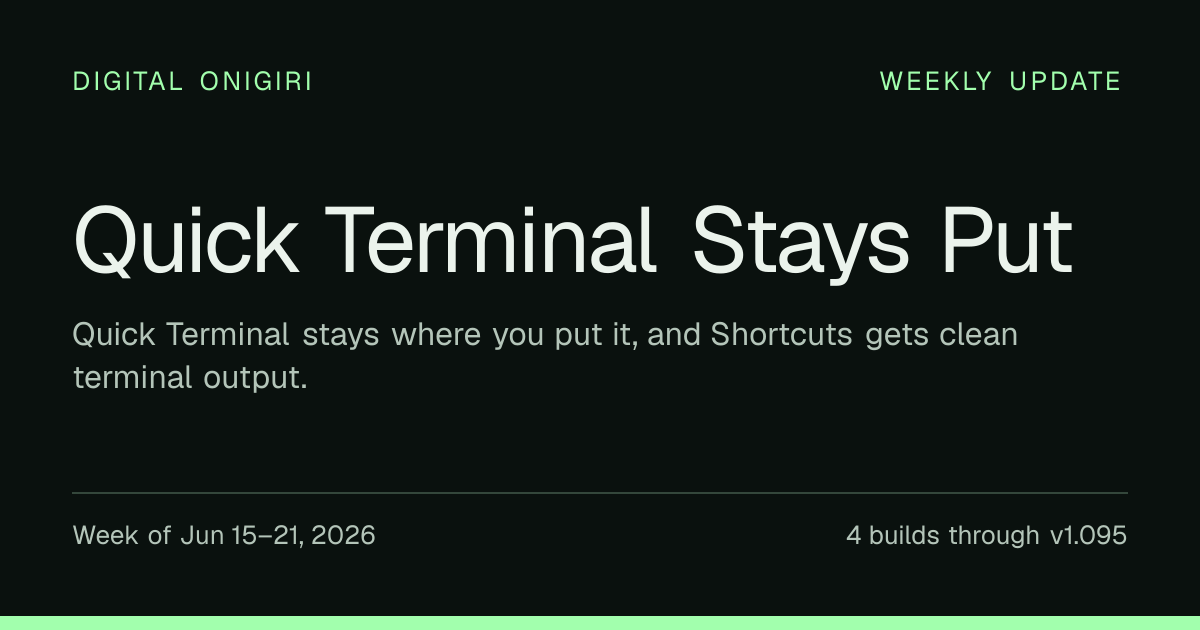 DIGITAL ONIGIRI
WEEKLY UPDATE
Quick Terminal Stays Put
Quick Terminal stays where you put it, and Shortcuts gets clean
terminal output.
Week of Jun 15–21, 2026
4 builds through v1.095